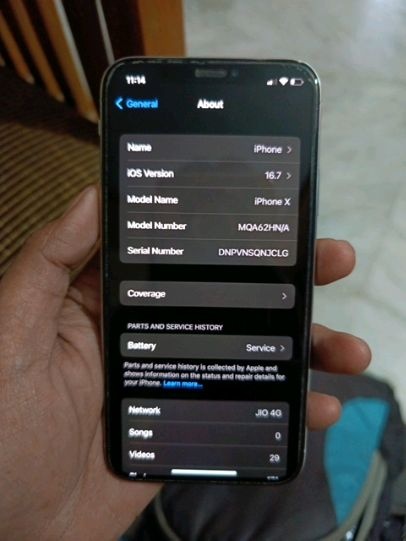 11:14
General
About
Name iPhone
iOS Version 16.7
Model Name iPhone X
Model Number MQA62HN/A
Serial Number DNPVNSQNJCLG
Coverage
PARTS AND SERVICE HISTORY
Battery Service
Parts and service history is collected by Apple and
shows information on the status and repair details for
your iPhone. Learn more...
Network JIO 4G
Songs 0
Videos 29